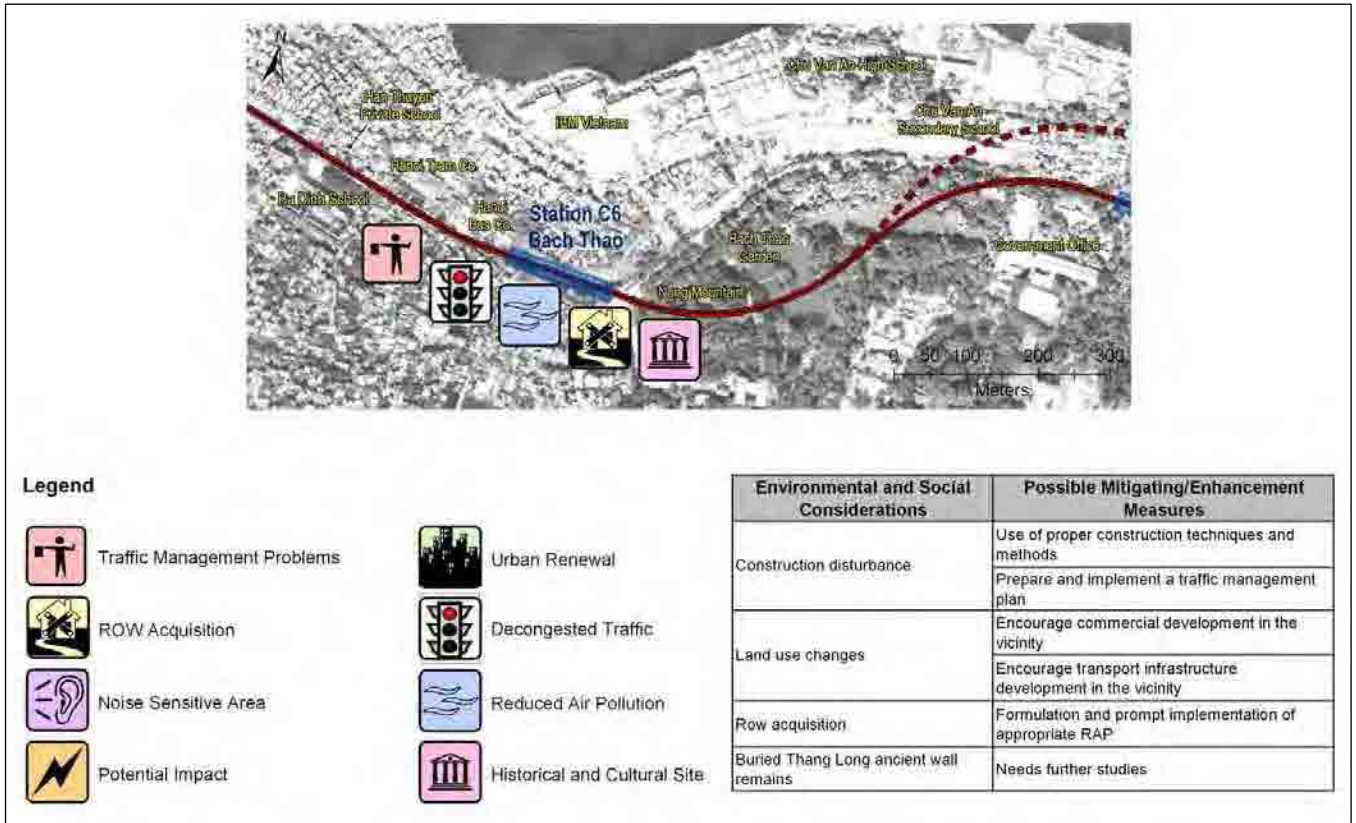 N
Chu Van An High School
Han Thuyen
Private School
IBM Vietnam
Chu Van An
Secondary School
Hanoi Tram Co.
Ba Dinh School
Hanoi
Bus Co.
Station C6
Bach Thao
Bach Thao
Garden
Government Office
Nung Mountain
0 50 100 200 300
Meters
Legend
Traffic Management Problems
ROW Acquisition
Noise Sensitive Area
Potential Impact
Urban Renewal
Decongested Traffic
Reduced Air Pollution
Historical and Cultural Site
Environmental and Social
Considerations
Possible Mitigating/Enhancement
Measures
Construction disturbance
Use of proper construction techniques and
methods
Prepare and implement a traffic management
plan
Land use changes
Encourage commercial development in the
vicinity
Encourage transport infrastructure
development in the vicinity
Row acquisition
Formulation and prompt implementation of
appropriate RAP
Buried Thang Long ancient wall
remains
Needs further studies